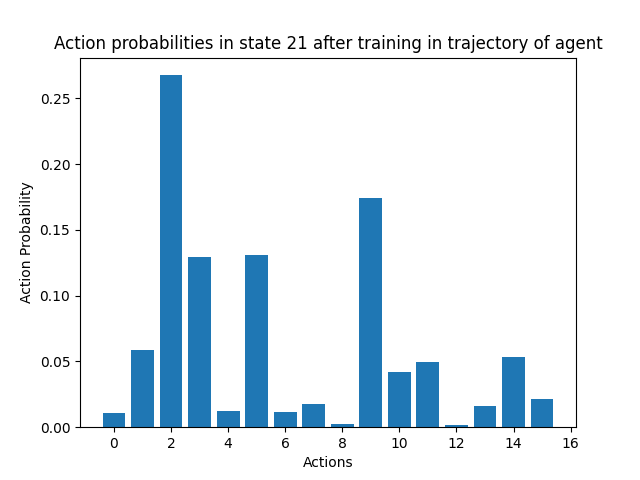 Action probabilities in state 21 after training in trajectory of agent
Action Probability
0.25
0.20
0.15
0.10
0.05
0.00
0 2 4 6 8 10 12 14 16
Actions